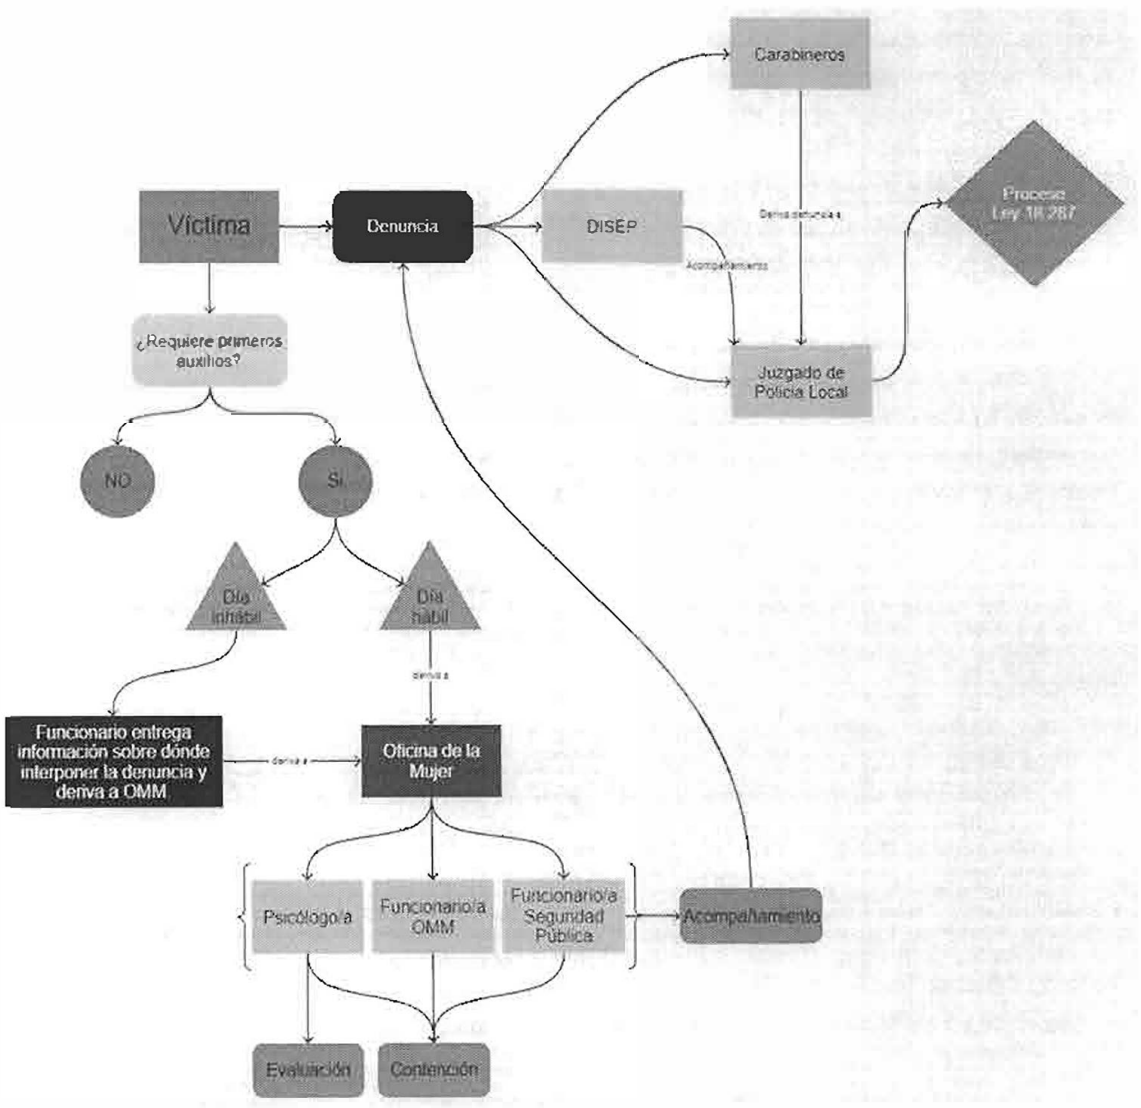 Carabineros
Proceso
Ley 18.287
Víctima
Denuncia
DISEP
Deriva denuncia a
Acompañamiento
¿Requiere primeros
auxilios?
Juzgado de
Policía Local
NO
Sí
Día
inhábil
Día
hábil
deriva a
Funcionario entrega
información sobre dónde
interponer la denuncia y
deriva a OMM
deriva a
Oficina de la
Mujer
Psicólogo/a
Funcionario/a
OMM
Funcionario/a
Seguridad
Pública
Acompañamiento
Evaluación
Contención